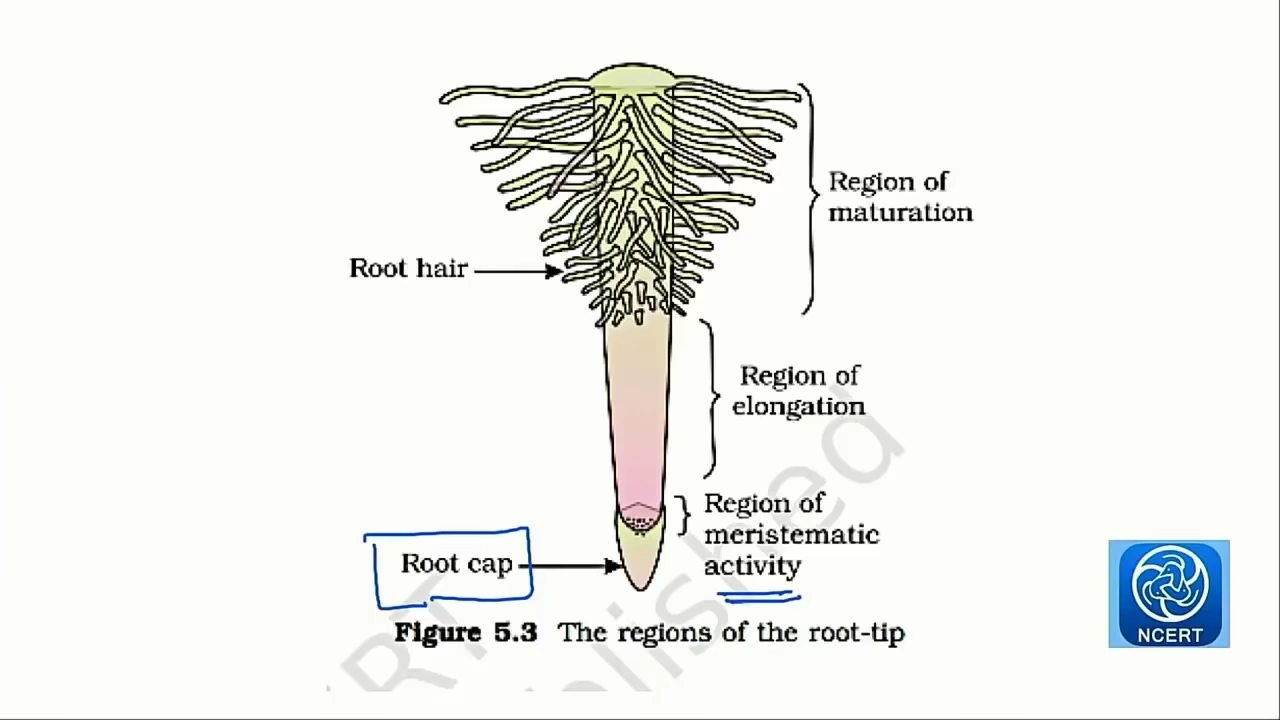 Region of
maturation
Root hair
Region of
elongation
Region of
meristematic
activity
Root cap
Figure 5.3 The regions of the root-tip
NCERT